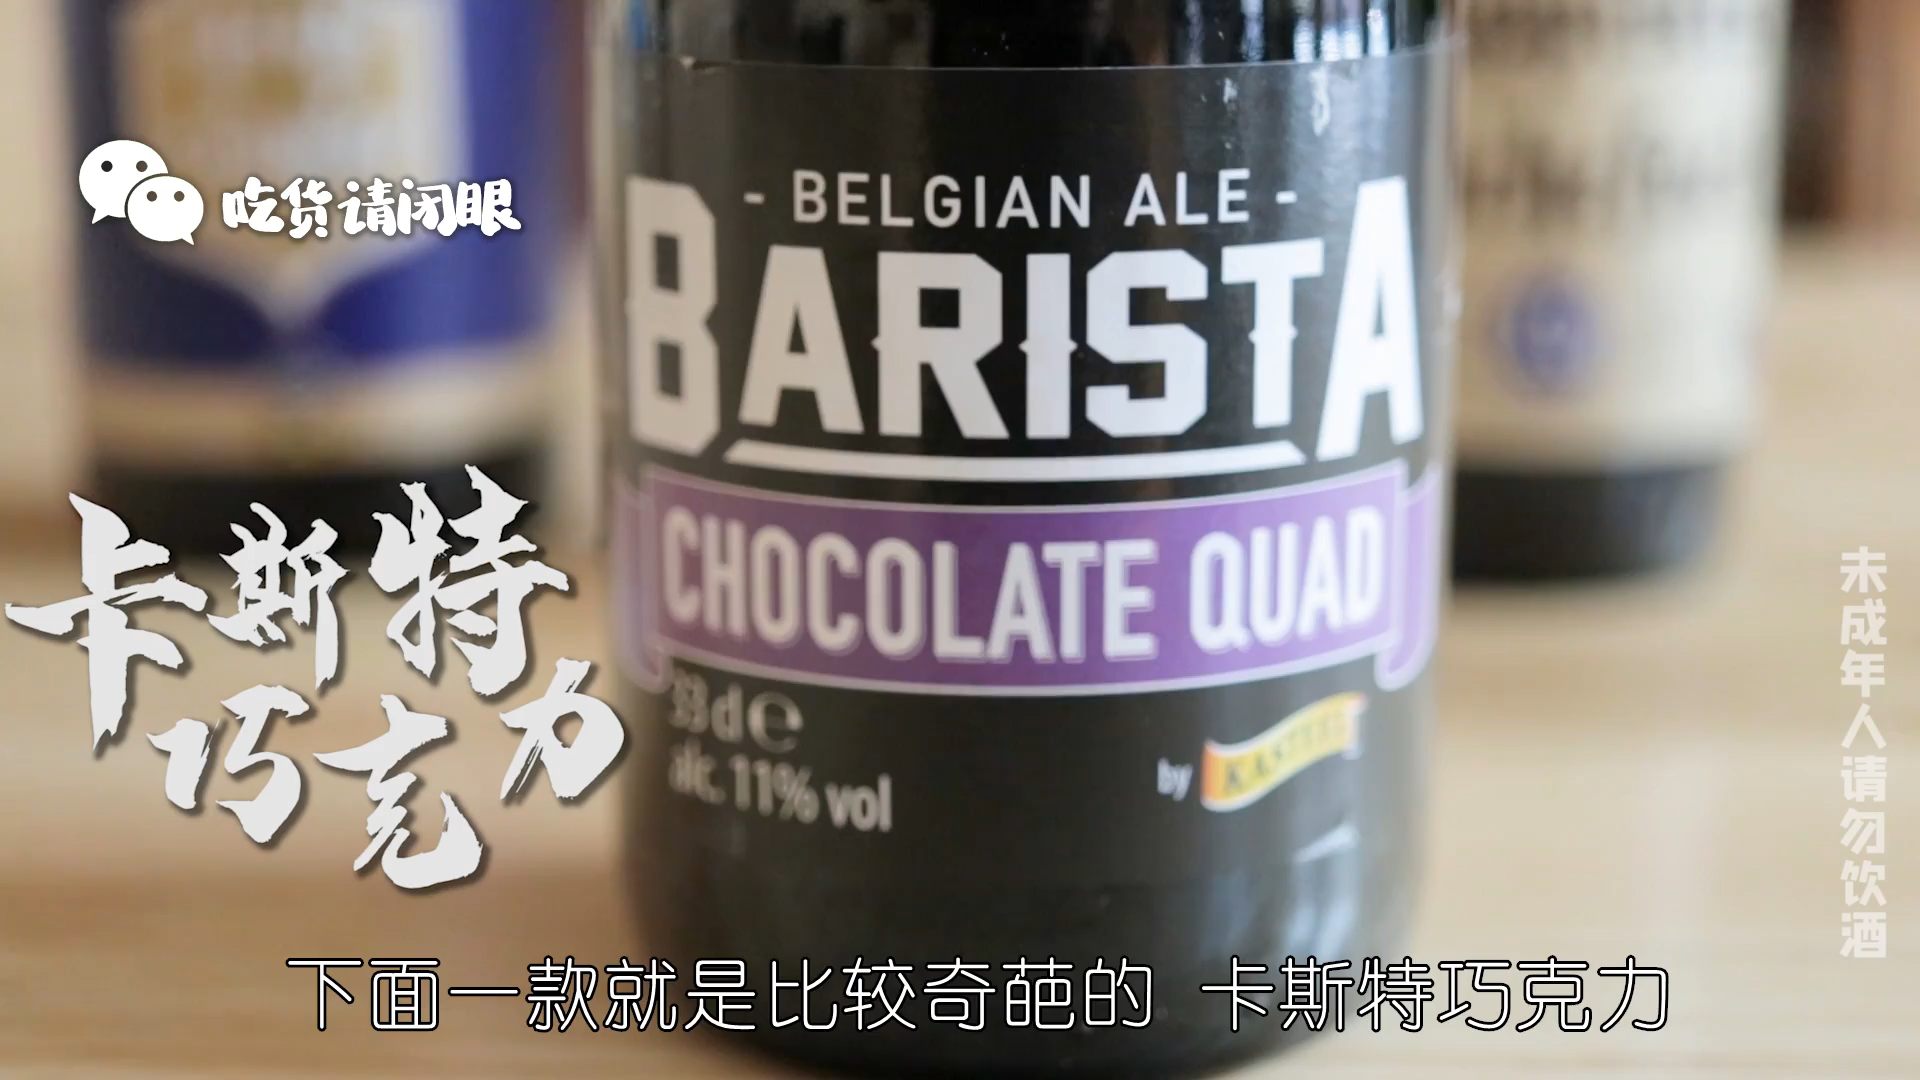 吃货请闭眼
- BELGIAN ALE -
BARISTA
CHOCOLATE QUAD
33cl e
alc. 11% vol
by KASTEEL
卡斯特
巧克力
未成年人请勿饮酒
下面一款就是比较奇葩的 卡斯特巧克力